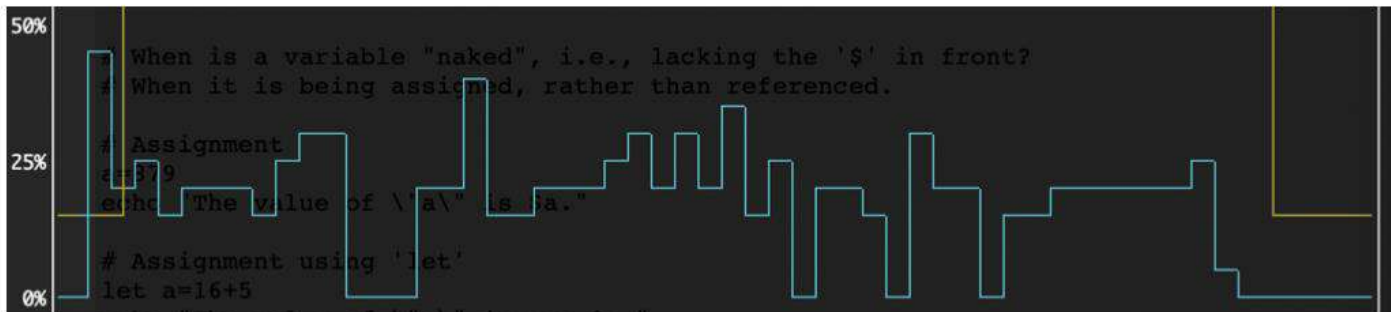 50%
# When is a variable "naked", i.e., lacking the '$' in front?
# When it is being assigned, rather than referenced.
# Assignment
25%
a=879
echo "The value of \"a\" is $a."
# Assignment using 'let'
let a=16+5
0%